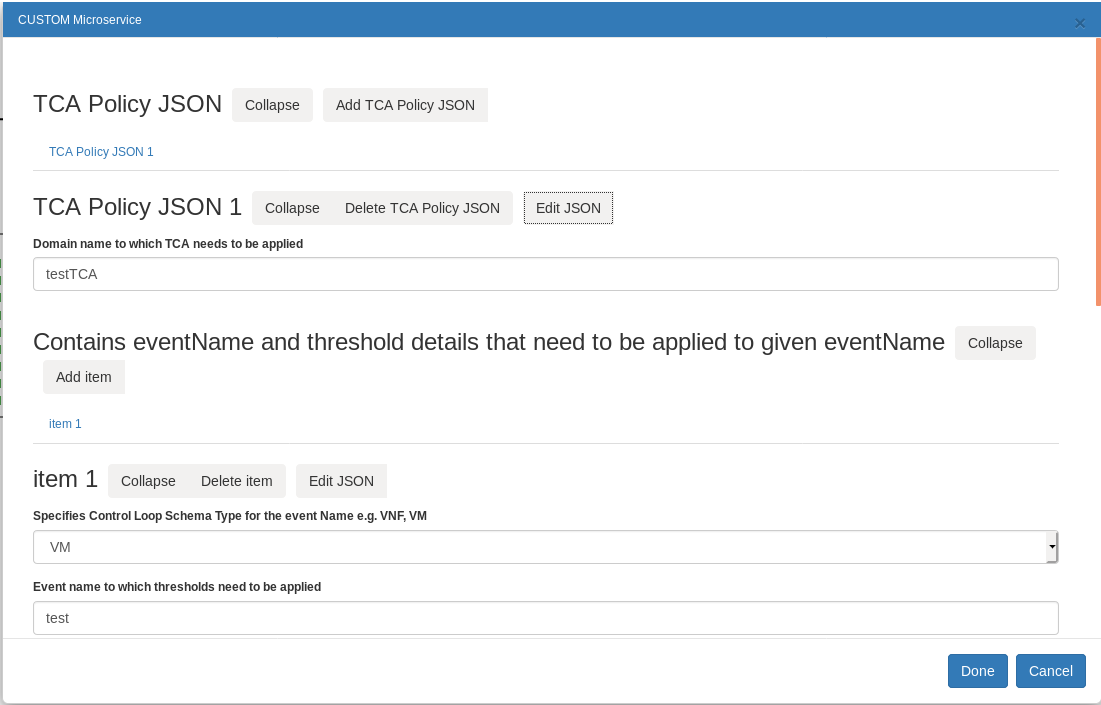 CUSTOM Microservice ×
TCA Policy JSON Collapse Add TCA Policy JSON
TCA Policy JSON 1
TCA Policy JSON 1 Collapse Delete TCA Policy JSON Edit JSON
Domain name to which TCA needs to be applied
testTCA
Contains eventName and threshold details that need to be applied to given eventName Collapse
Add item
item 1
item 1 Collapse Delete item Edit JSON
Specifies Control Loop Schema Type for the event Name e.g. VNF, VM
VM
Event name to which thresholds need to be applied
test
Done Cancel